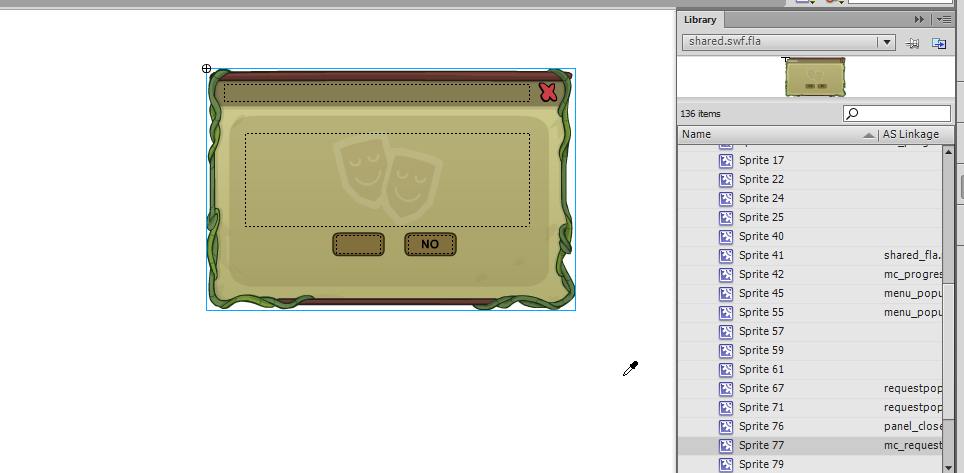 Library
shared.swf.fla
136 items
Name AS Linkage
Sprite 17
Sprite 22
Sprite 24
Sprite 25
Sprite 40
Sprite 41 shared_fla.
Sprite 42 mc_progres
Sprite 45 menu_popu
Sprite 55 menu_popu
Sprite 57
Sprite 59
Sprite 61
Sprite 67 requestpop
Sprite 71 requestpop
Sprite 76 panel_close
Sprite 77 mc_request
Sprite 79
NO